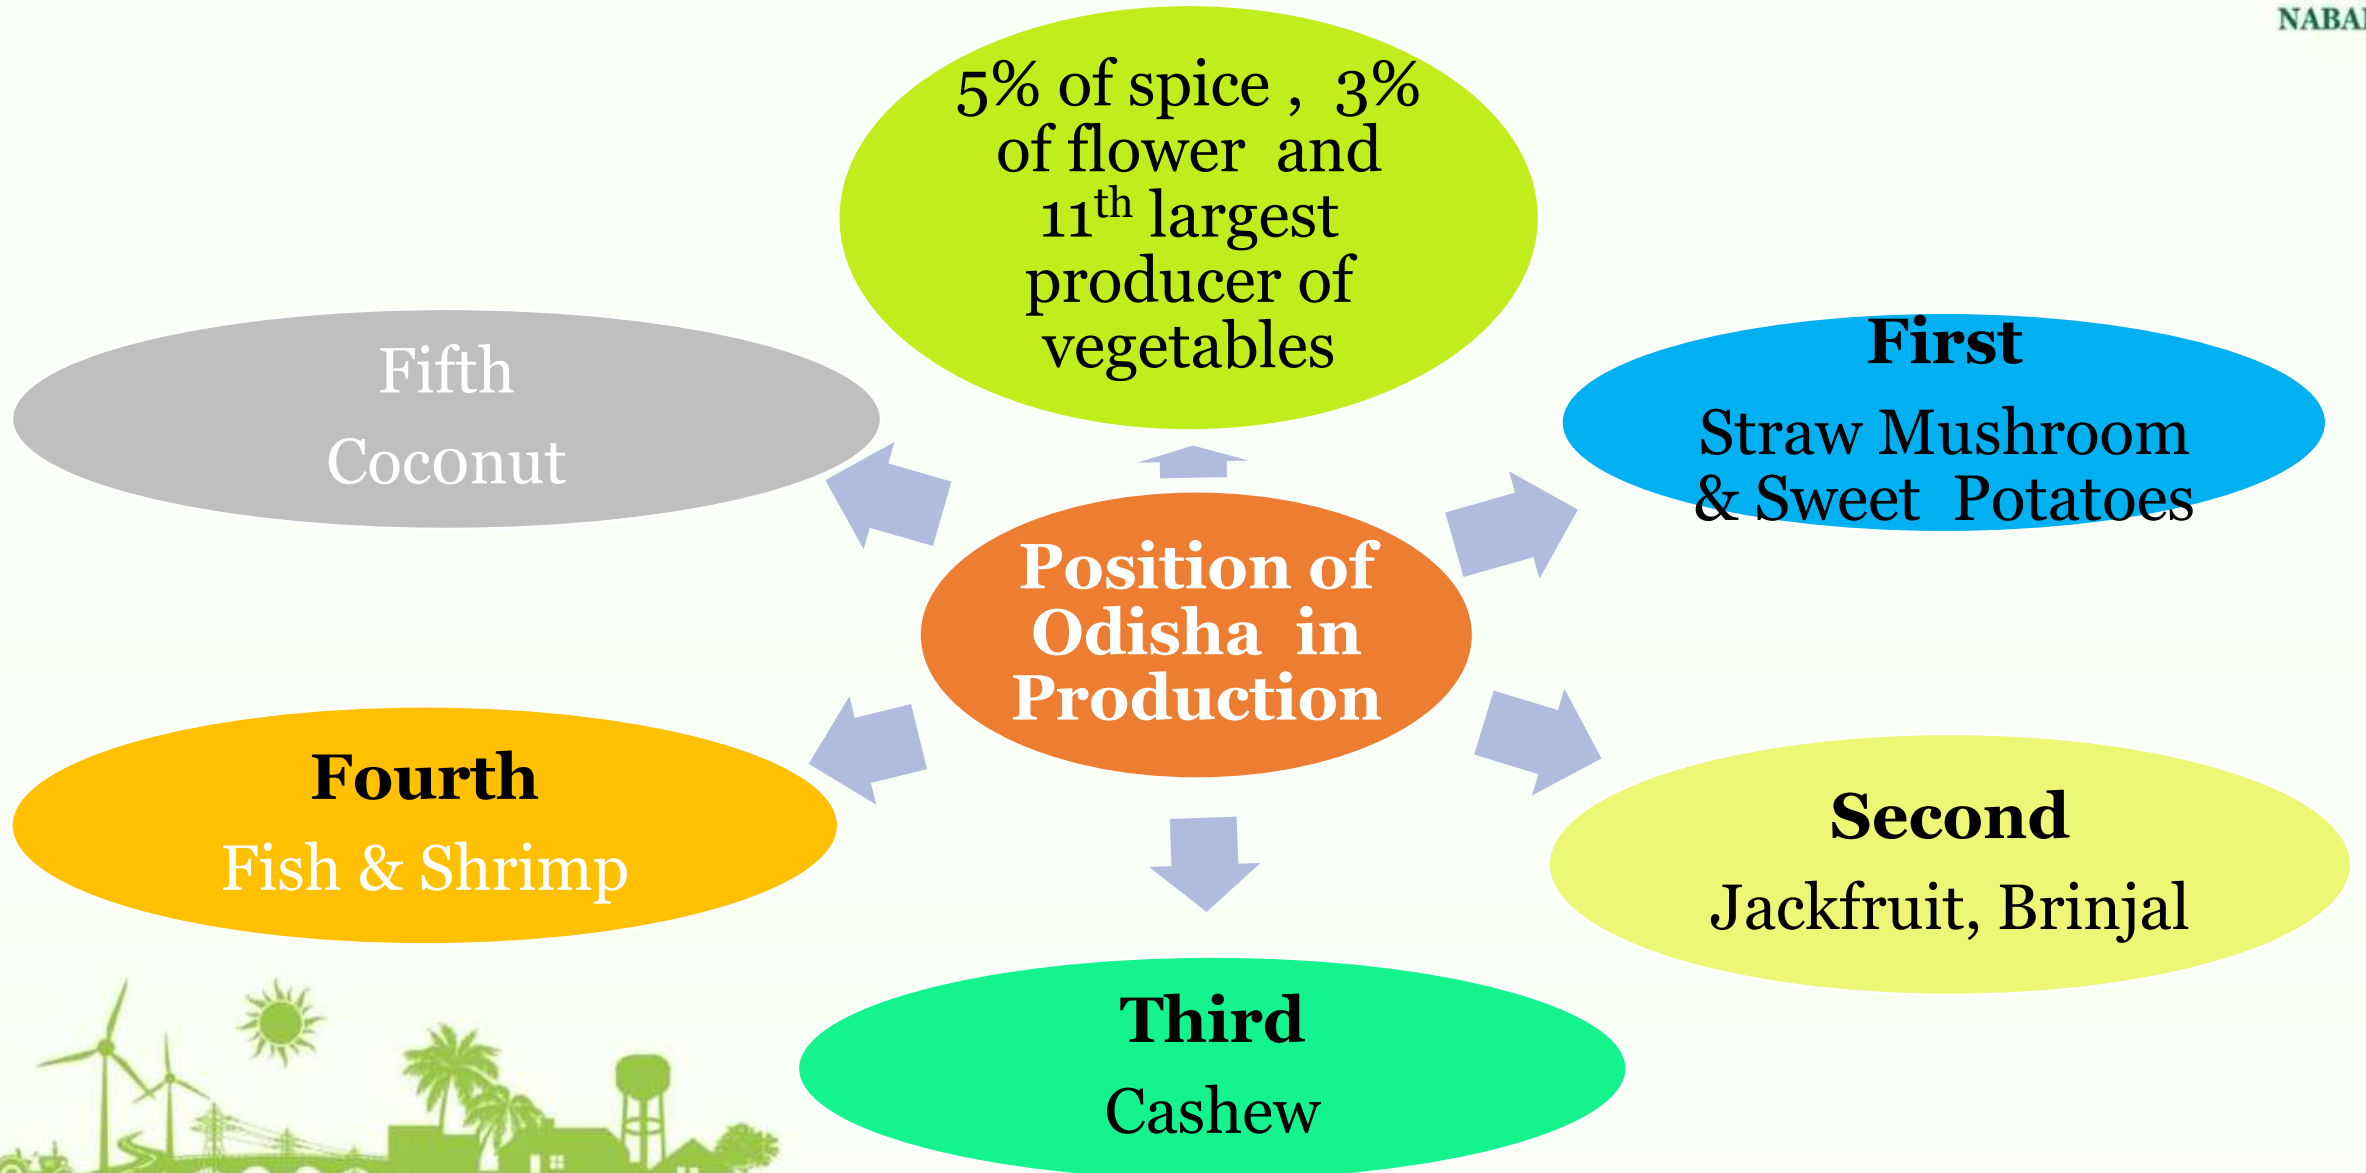 5% of spice , 3%
of flower and
11th largest
producer of
vegetables
First
Straw Mushroom
& Sweet Potatoes
Second
Jackfruit, Brinjal
Third
Cashew
Fourth
Fish & Shrimp
Fifth
Coconut
Position of
Odisha in
Production